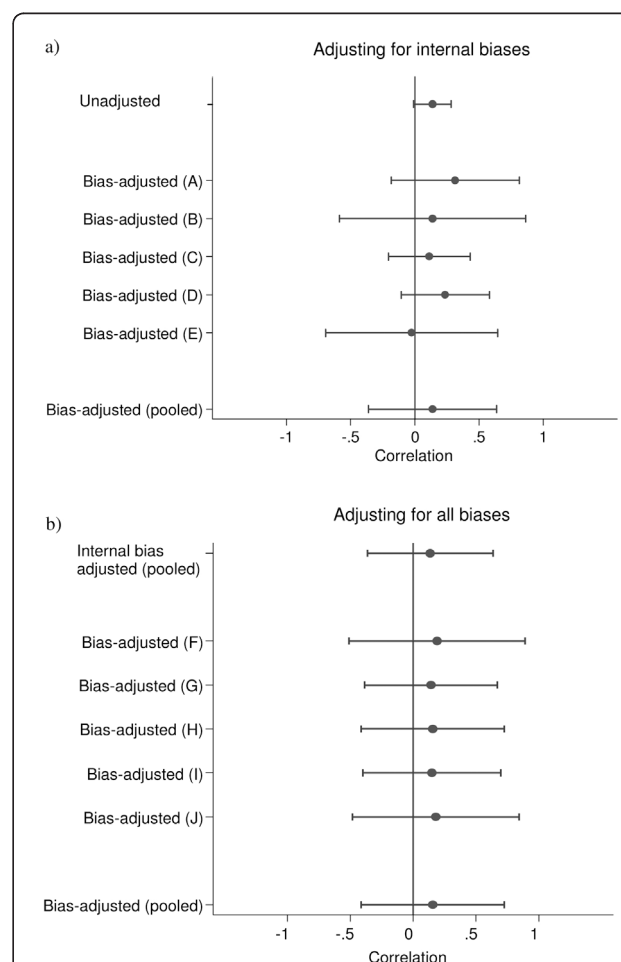 a)
Adjusting for internal biases
Unadjusted
Bias-adjusted (A)
Bias-adjusted (B)
Bias-adjusted (C)
Bias-adjusted (D)
Bias-adjusted (E)
Bias-adjusted (pooled)
-1 -.5 0 .5 1
Correlation
b)
Adjusting for all biases
Internal bias
adjusted (pooled)
Bias-adjusted (F)
Bias-adjusted (G)
Bias-adjusted (H)
Bias-adjusted (I)
Bias-adjusted (J)
Bias-adjusted (pooled)
-1 -.5 0 .5 1
Correlation